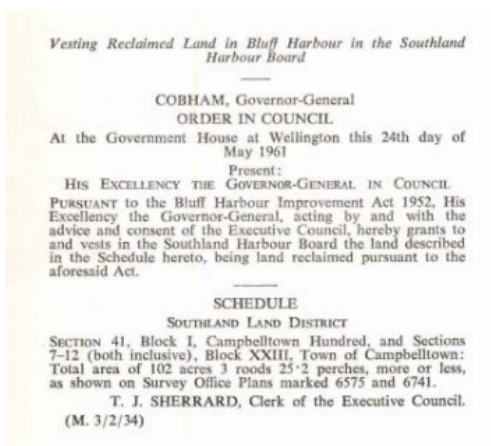 Vesting Reclaimed Land in Bluff Harbour in the Southland
Harbour Board
COBHAM, Governor-General
ORDER IN COUNCIL
At the Government House at Wellington this 24th day of
May 1961
Present:
HIS EXCELLENCY THE GOVERNOR-GENERAL IN COUNCIL
PURSUANT to the Bluff Harbour Improvement Act 1952, His
Excellency the Governor-General, acting by and with the
advice and consent of the Executive Council, hereby grants to
and vests in the Southland Harbour Board the land described
in the Schedule hereto, being land reclaimed pursuant to the
aforesaid Act.
SCHEDULE
SOUTHLAND LAND DISTRICT
SECTION 41, Block I, Campbelltown Hundred, and Sections
7–12 (both inclusive), Block XXIII, Town of Campbelltown:
Total area of 102 acres 3 roods 25·2 perches, more or less,
as shown on Survey Office Plans marked 6575 and 6741.
T. J. SHERRARD, Clerk of the Executive Council.
(M. 3/2/34)